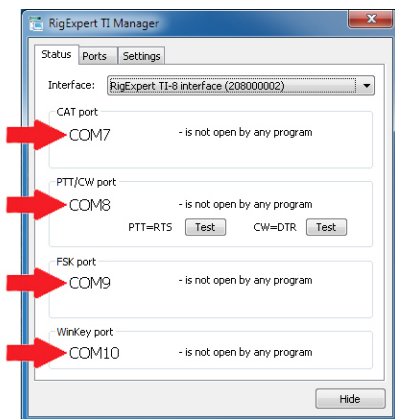 RigExpert TI Manager
Status Ports Settings
Interface: RigExpert TI-8 interface (208000002)
CAT port
COM7 - is not open by any program
PTT/CW port
COM8 - is not open by any program
PTT=RTS Test CW=DTR Test
FSK port
COM9 - is not open by any program
WinKey port
COM10 - is not open by any program
Hide